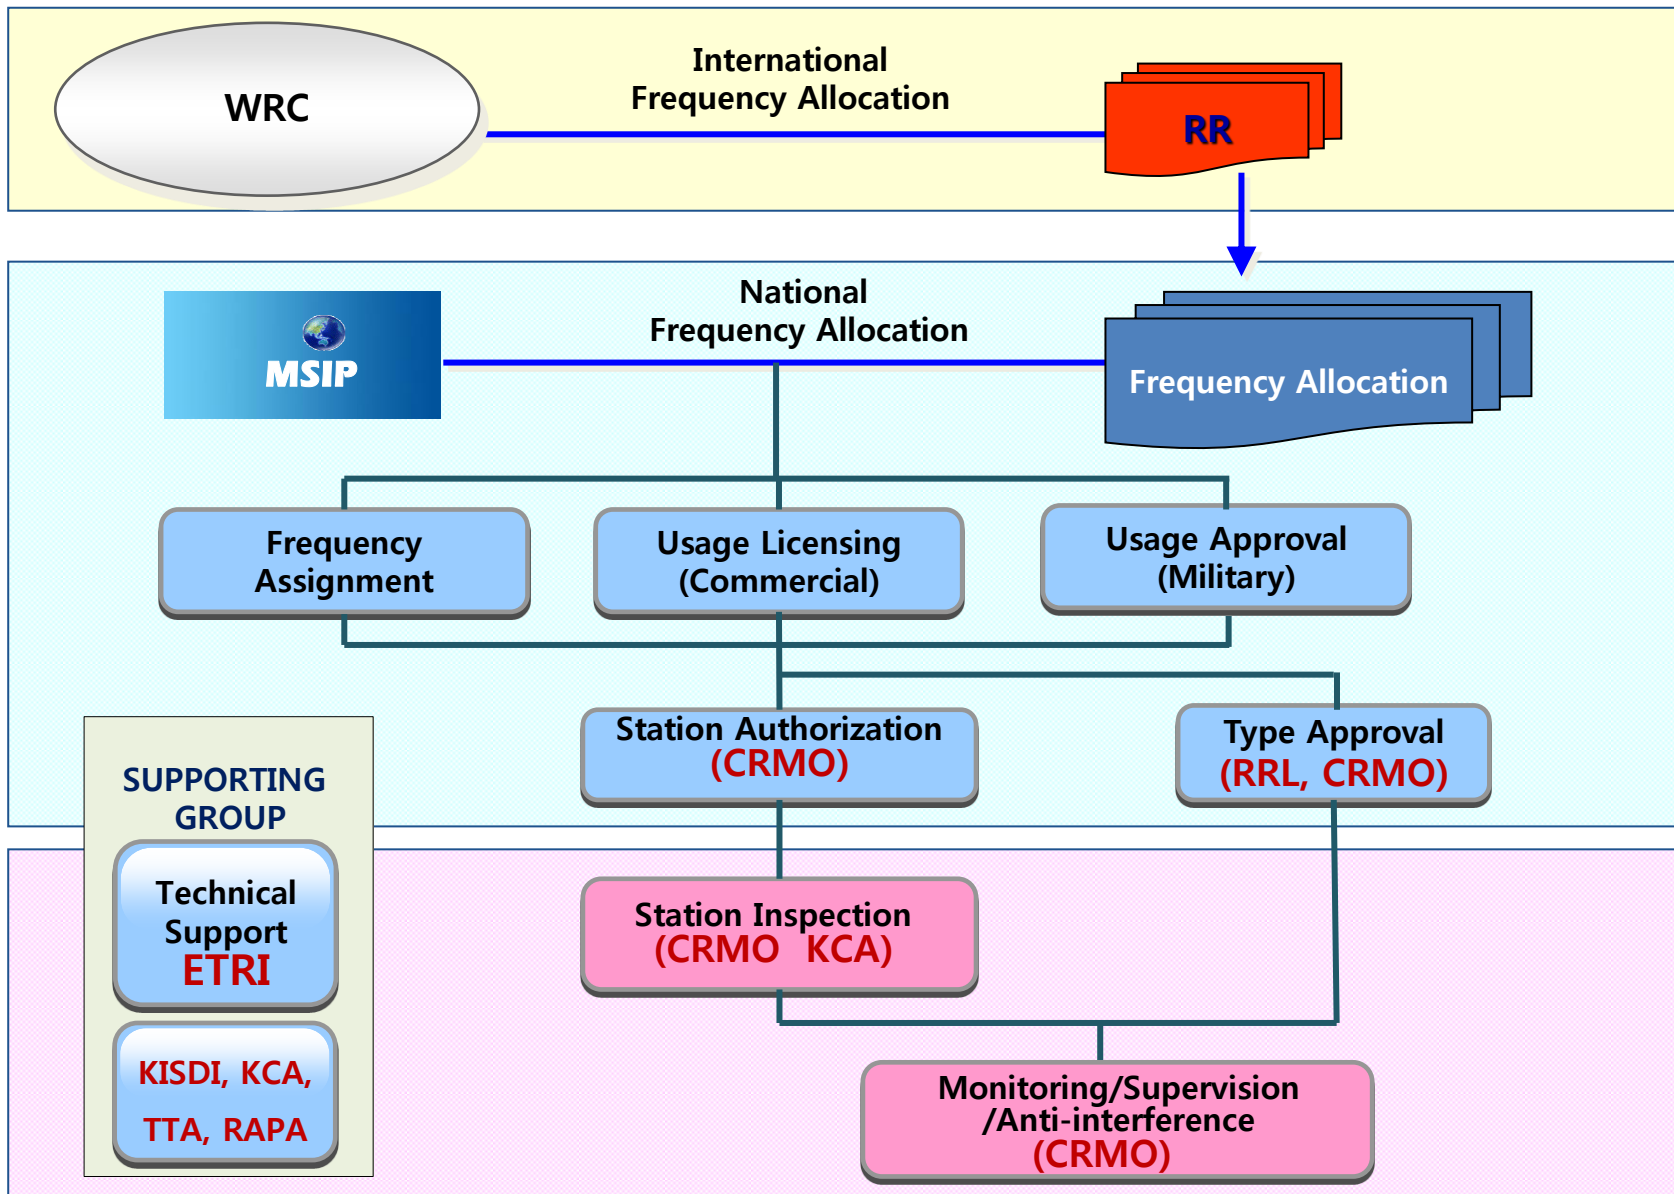 WRC
International
Frequency Allocation
RR
MSIP
National
Frequency Allocation
Frequency Allocation
Frequency
Assignment
Usage Licensing
(Commercial)
Usage Approval
(Military)
Station Authorization
(CRMO)
Type Approval
(RRL, CRMO)
SUPPORTING
GROUP
Technical
Support
ETRI
KISDI, KCA,
TTA, RAPA
Station Inspection
(CRMO KCA)
Monitoring/Supervision
/Anti-interference
(CRMO)